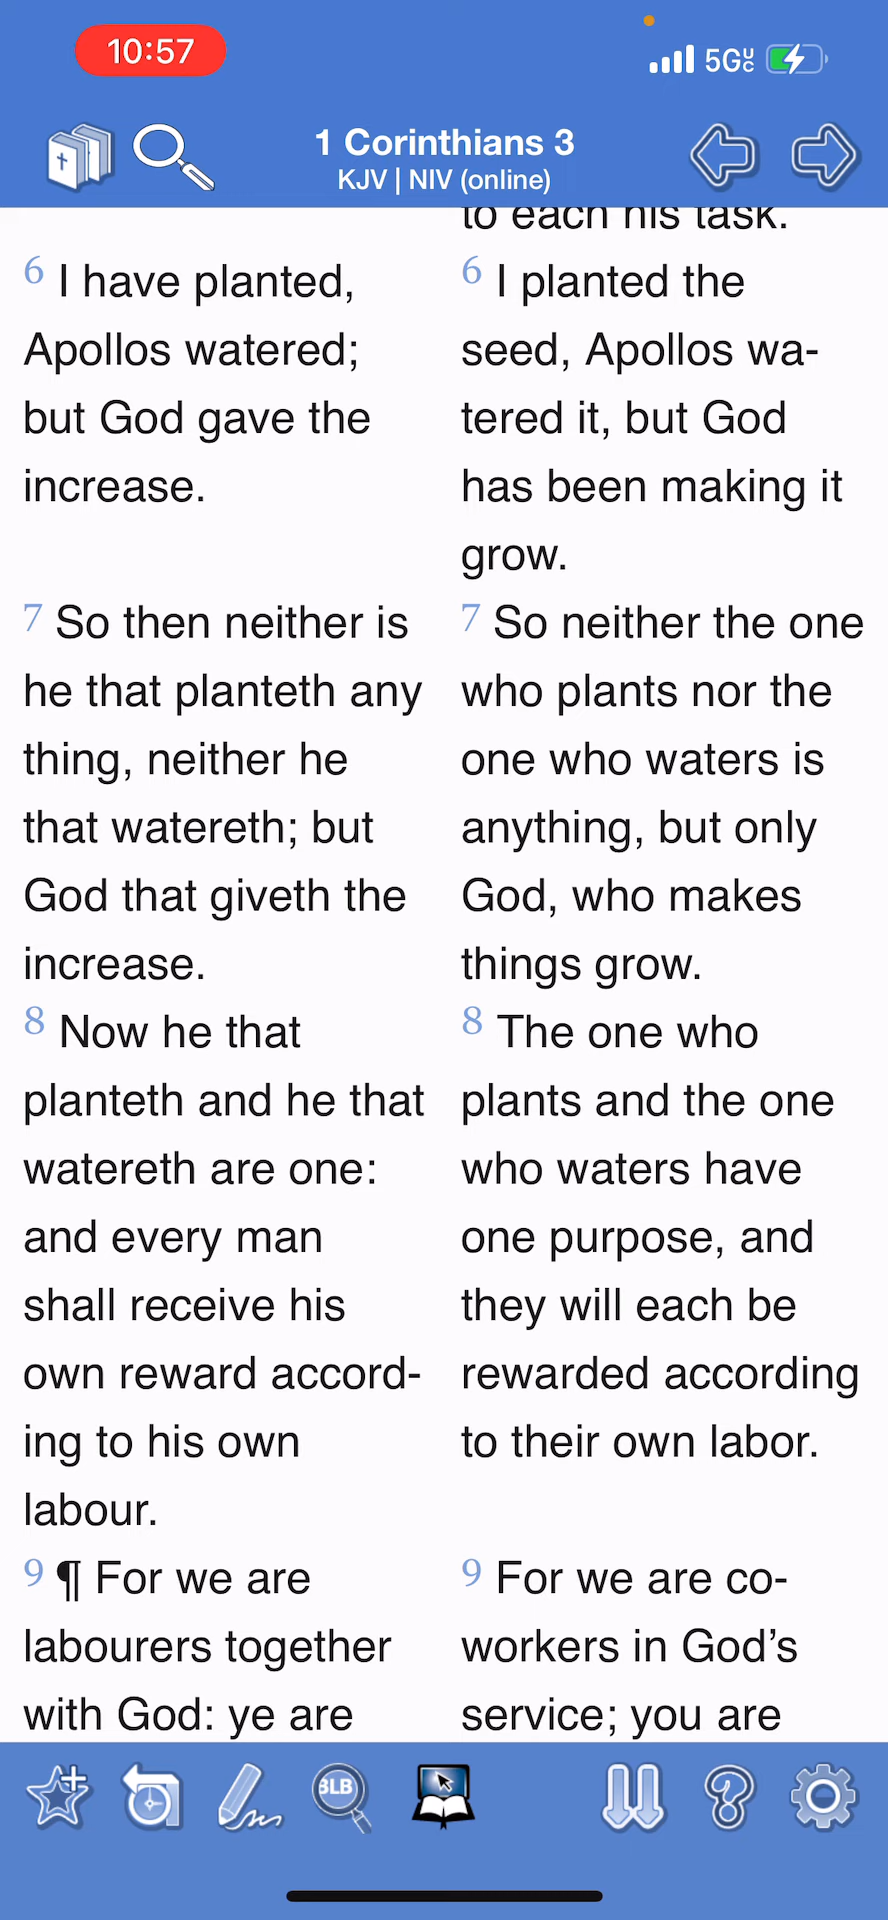 10:57
5G UC
1 Corinthians 3
KJV | NIV (online)
to each his task.
6 I have planted,
Apollos watered;
but God gave the
increase.
7 So then neither is
he that planteth any
thing, neither he
that watereth; but
God that giveth the
increase.
8 Now he that
planteth and he that
watereth are one:
and every man
shall receive his
own reward accord-
ing to his own
labour.
9 ¶ For we are
labourers together
with God: ye are
6 I planted the
seed, Apollos wa-
tered it, but God
has been making it
grow.
7 So neither the one
who plants nor the
one who waters is
anything, but only
God, who makes
things grow.
8 The one who
plants and the one
who waters have
one purpose, and
they will each be
rewarded according
to their own labor.
9 For we are co-
workers in God’s
service; you are
BLB